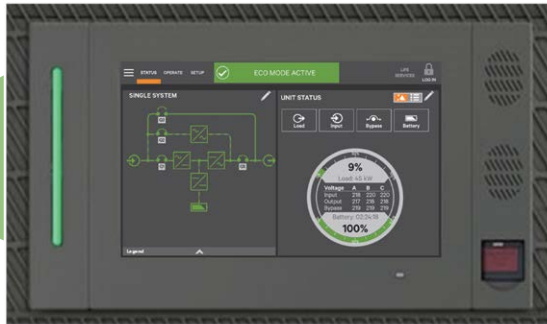 STATUS OPERATE SETUP
ECO MODE ACTIVE
LIFE
SERVICES
LOG IN
SINGLE SYSTEM
UNIT STATUS
Load Input Bypass Battery
9%
Load: 45 kW
Voltage A B C
Input 218 220 220
Output 217 218 218
Bypass 219 219 219
Battery: 02:24:18
100%
Legend